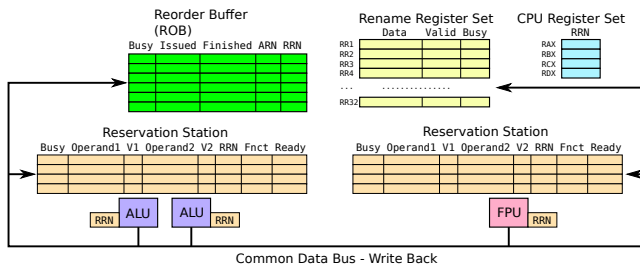 Reorder Buffer
(ROB)
Busy Issued Finished ARN RRN
Rename Register Set
Data Valid Busy
RR1
RR2
RR3
RR4
... ...............
RR32
CPU Register Set
RRN
RAX
RBX
RCX
RDX
Reservation Station
Busy Operand1 V1 Operand2 V2 RRN Fnct Ready
Reservation Station
Busy Operand1 V1 Operand2 V2 RRN Fnct Ready
RRN ALU
ALU RRN
FPU RRN
Common Data Bus - Write Back